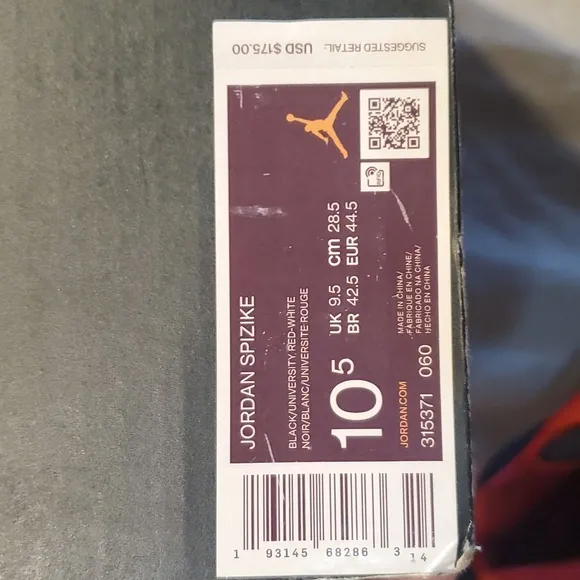 SUGGESTED RETAIL: USD $175.00
JORDAN SPIZIKE
BLACK/UNIVERSITY RED-WHITE
NOIR/BLANC/UNIVERSITE ROUGE
10 5
UK 9.5 cm 28.5
BR 42.5 EUR 44.5
JORDAN.COM
315371 060
MADE IN CHINA/
FABRIQUE EN CHINE/
FABRICADO NA CHINA/
HECHO EN CHINA
1 93145 68286 3 14